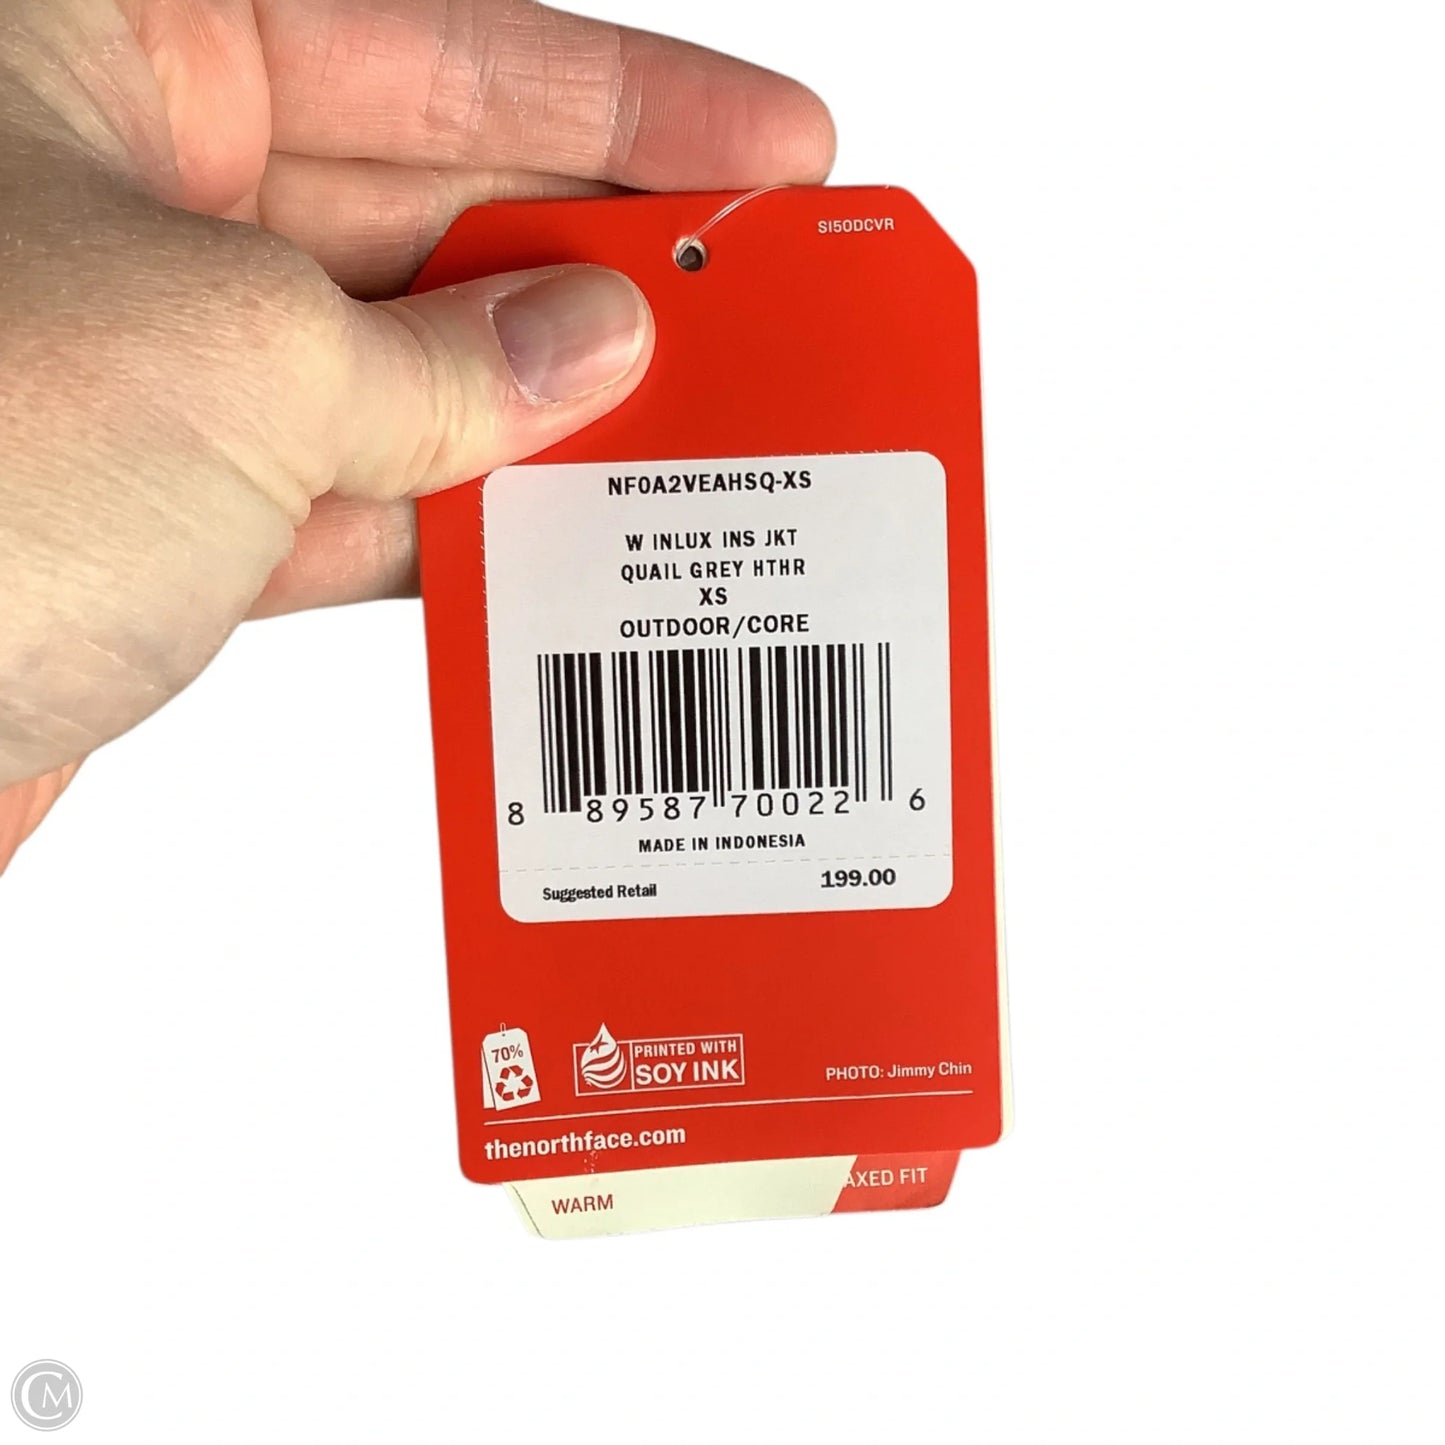 SI50DCVR
NF0A2VEAHSQ-XS
W INLUX INS JKT
QUAIL GREY HTHR
XS
OUTDOOR/CORE
8 89587 70022 6
MADE IN INDONESIA
Suggested Retail 199.00
70%
PRINTED WITH
SOY INK
PHOTO: Jimmy Chin
thenorthface.com
WARM
AXED FIT
CM